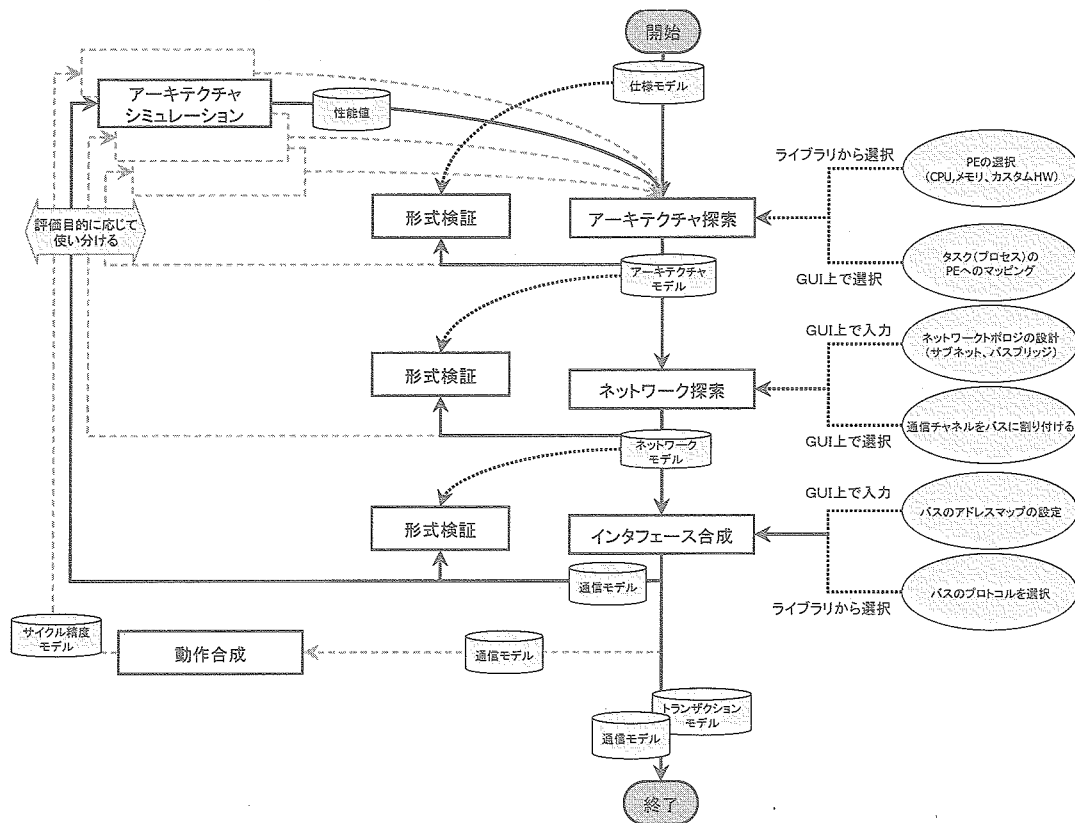 開始
仕様モデル
アーキテクチャ
シミュレーション
性能値
ライブラリから選択
PEの選択
(CPU,メモリ、カスタムHW)
形式検証
アーキテクチャ探索
評価目的に応じて
使い分ける
アーキテクチャ
モデル
GUI上で選択
タスク(プロセス)の
PEへのマッピング
GUI上で入力
ネットワークトポロジの設計
(サブネット、バスブリッジ)
形式検証
ネットワーク探索
通信チャネルをバスに割り付ける
GUI上で選択
ネットワーク
モデル
GUI上で入力
バスのアドレスマップの設定
形式検証
インタフェース合成
通信モデル
バスのプロトコルを選択
ライブラリから選択
サイクル精度
モデル
動作合成
通信モデル
トランザクション
モデル
通信モデル
終了